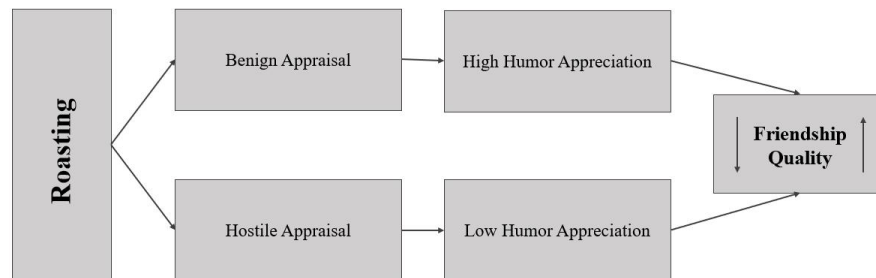 Roasting
Benign Appraisal
High Humor Appreciation
Hostile Appraisal
Low Humor Appreciation
Friendship
Quality